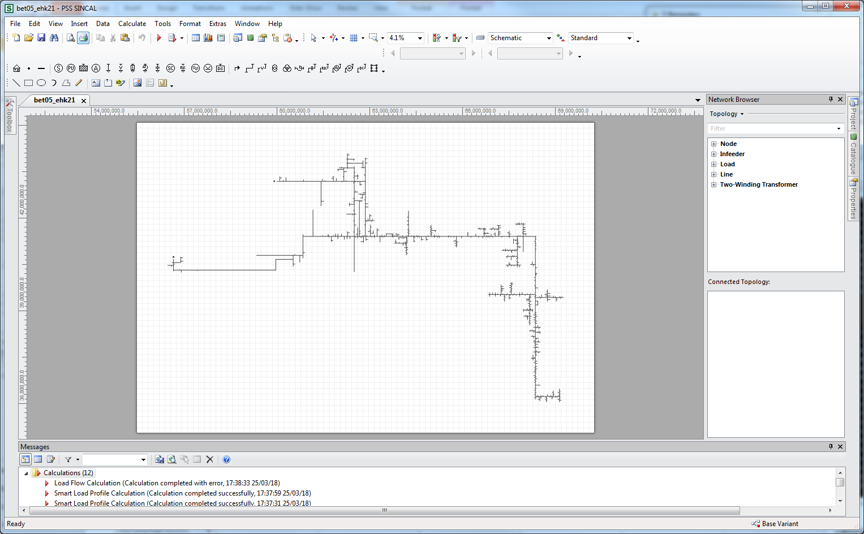 bet05_ehk21 - PSS SINCAL
File Edit View Insert Data Calculate Tools Format Extras Window Help
4.1% Schematic Standard
bet05_ehk21
54,000,000.0 57,000,000.0 60,000,000.0 63,000,000.0 66,000,000.0 69,000,000.0 72,000,000.0
42,000,000.0
39,000,000.0
36,000,000.0
Toolbox
Network Browser
Topology
Filter
Node
Infeeder
Load
Line
Two-Winding Transformer
Connected Topology:
Project
Catalogue
Properties
Messages
Calculations (12)
Load Flow Calculation (Calculation completed with error, 17:38:33 25/03/18)
Smart Load Profile Calculation (Calculation completed successfully, 17:37:59 25/03/18)
Smart Load Profile Calculation (Calculation completed successfully, 17:37:31 25/03/18)
Ready Base Variant